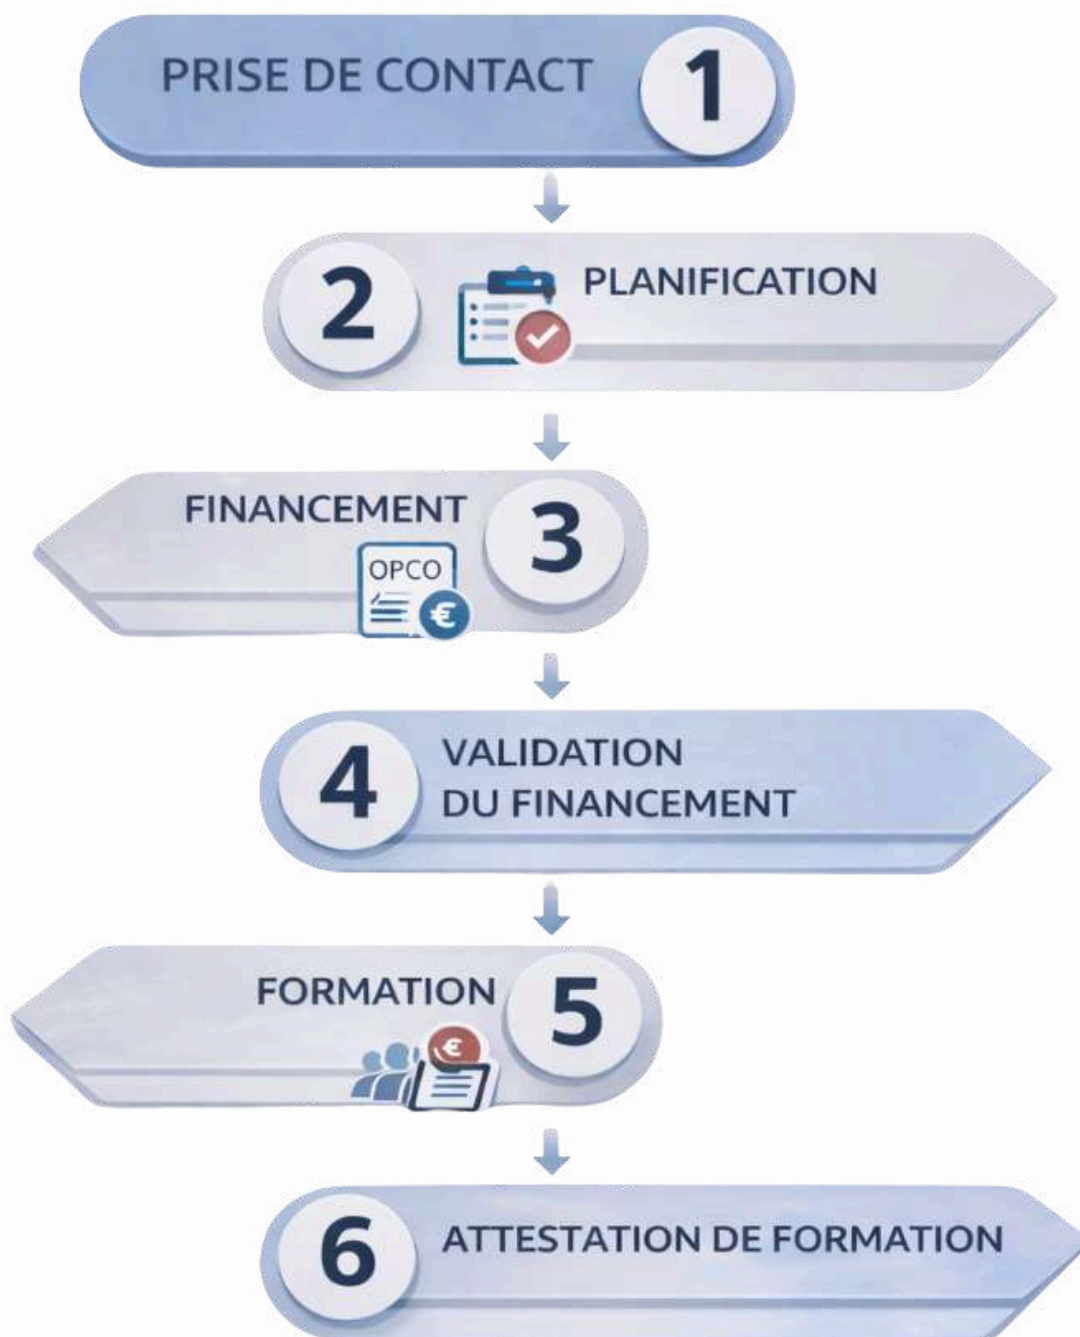 PRISE DE CONTACT 1
2 PLANIFICATION
FINANCEMENT 3
OPCO
€
4 VALIDATION
DU FINANCEMENT
FORMATION 5
€
6 ATTESTATION DE FORMATION